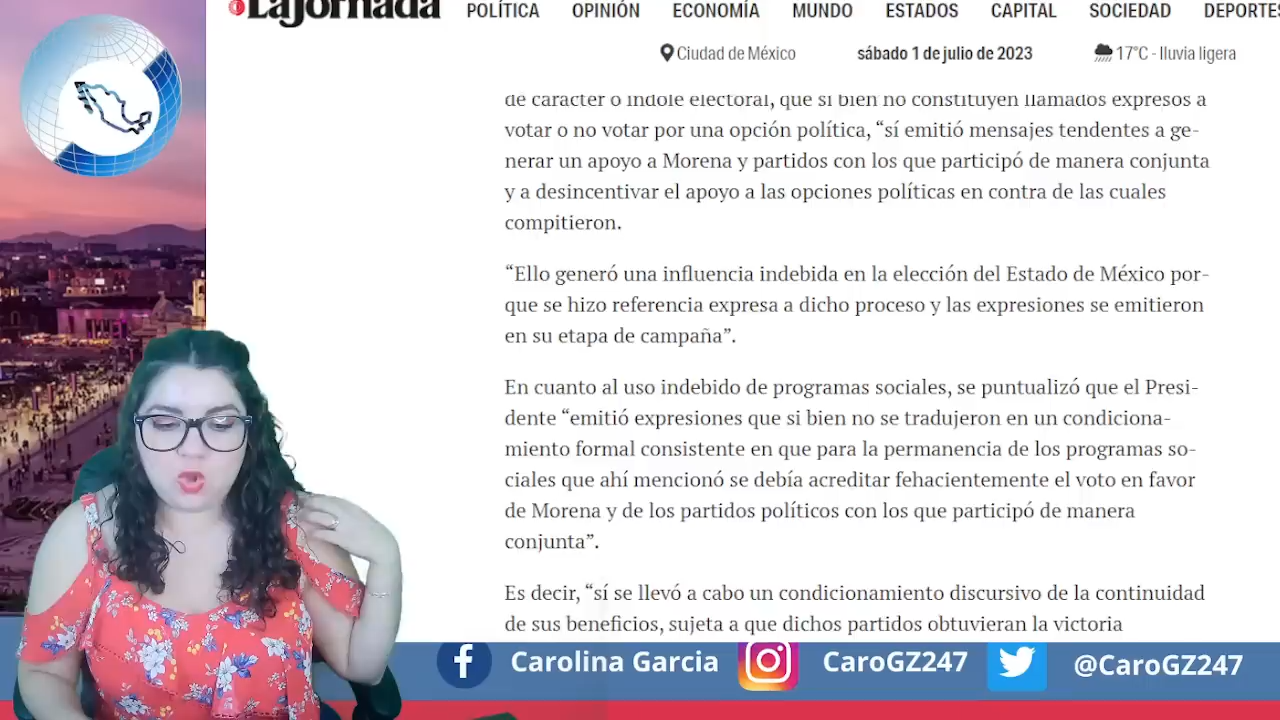 LaJornada
POLÍTICA OPINIÓN ECONOMÍA MUNDO ESTADOS CAPITAL SOCIEDAD DEPORTES
Ciudad de México sábado 1 de julio de 2023 17°C - lluvia ligera
de carácter o índole electoral, que si bien no constituyen llamados expresos a
votar o no votar por una opción política, “sí emitió mensajes tendentes a ge-
nerar un apoyo a Morena y partidos con los que participó de manera conjunta
y a desincentivar el apoyo a las opciones políticas en contra de las cuales
compitieron.
“Ello generó una influencia indebida en la elección del Estado de México por-
que se hizo referencia expresa a dicho proceso y las expresiones se emitieron
en su etapa de campaña”.
En cuanto al uso indebido de programas sociales, se puntualizó que el Presi-
dente “emitió expresiones que si bien no se tradujeron en un condiciona-
miento formal consistente en que para la permanencia de los programas so-
ciales que ahí mencionó se debía acreditar fehacientemente el voto en favor
de Morena y de los partidos políticos con los que participó de manera
conjunta”.
Es decir, “sí se llevó a cabo un condicionamiento discursivo de la continuidad
de sus beneficios, sujeta a que dichos partidos obtuvieran la victoria
Carolina Garcia CaroGZ247 @CaroGZ247